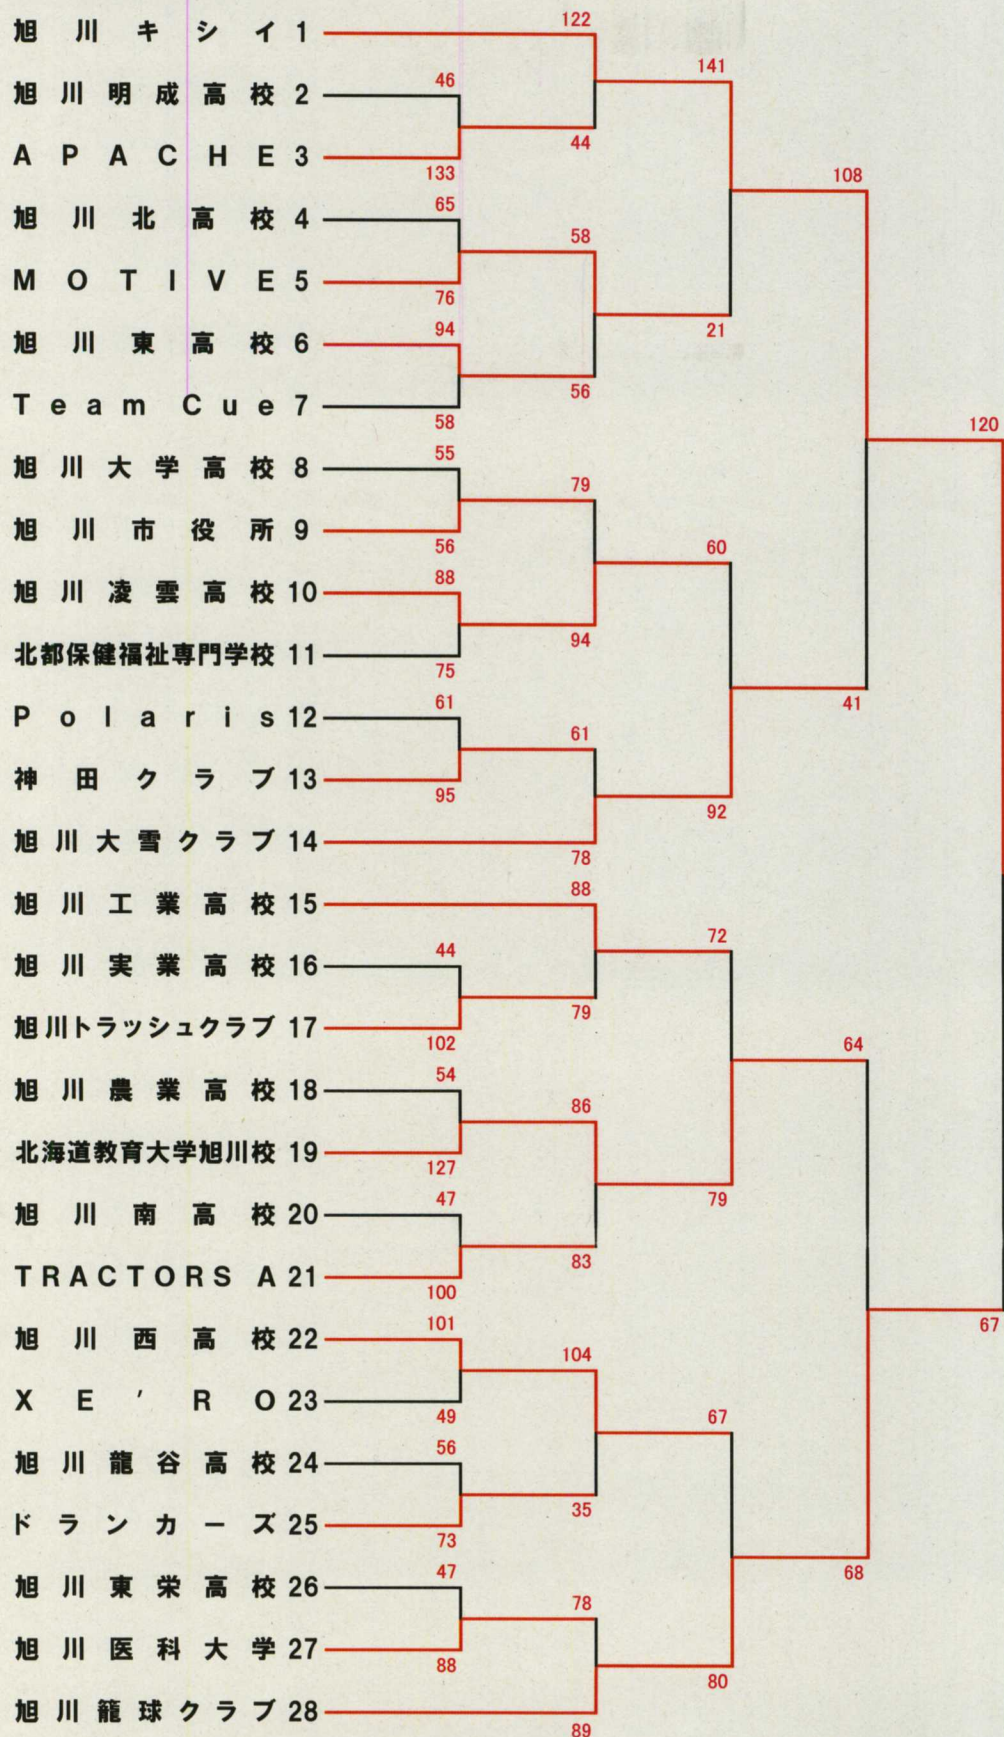 旭川キシイ 1
旭川明成高校 2
APACHE 3
旭川北高校 4
MOTIVE 5
旭川東高校 6
Team Cue 7
旭川大学高校 8
旭川市役所 9
旭川凌雲高校 10
北都保健福祉専門学校 11
Polaris 12
神田クラブ 13
旭川大雪クラブ 14
旭川工業高校 15
旭川実業高校 16
旭川トラッシュクラブ 17
旭川農業高校 18
北海道教育大学旭川校 19
旭川南高校 20
TRACTORS A 21
旭川西高校 22
XE'RO 23
旭川龍谷高校 24
ドランカーズ 25
旭川東栄高校 26
旭川医科大学 27
旭川籠球クラブ 28
46
133
65
76
94
58
55
56
88
75
61
95
44
102
54
127
47
100
101
49
56
73
47
88
122
44
58
56
79
94
61
78
88
79
86
83
104
35
78
89
141
21
60
92
72
79
67
80
108
41
64
68
120
67